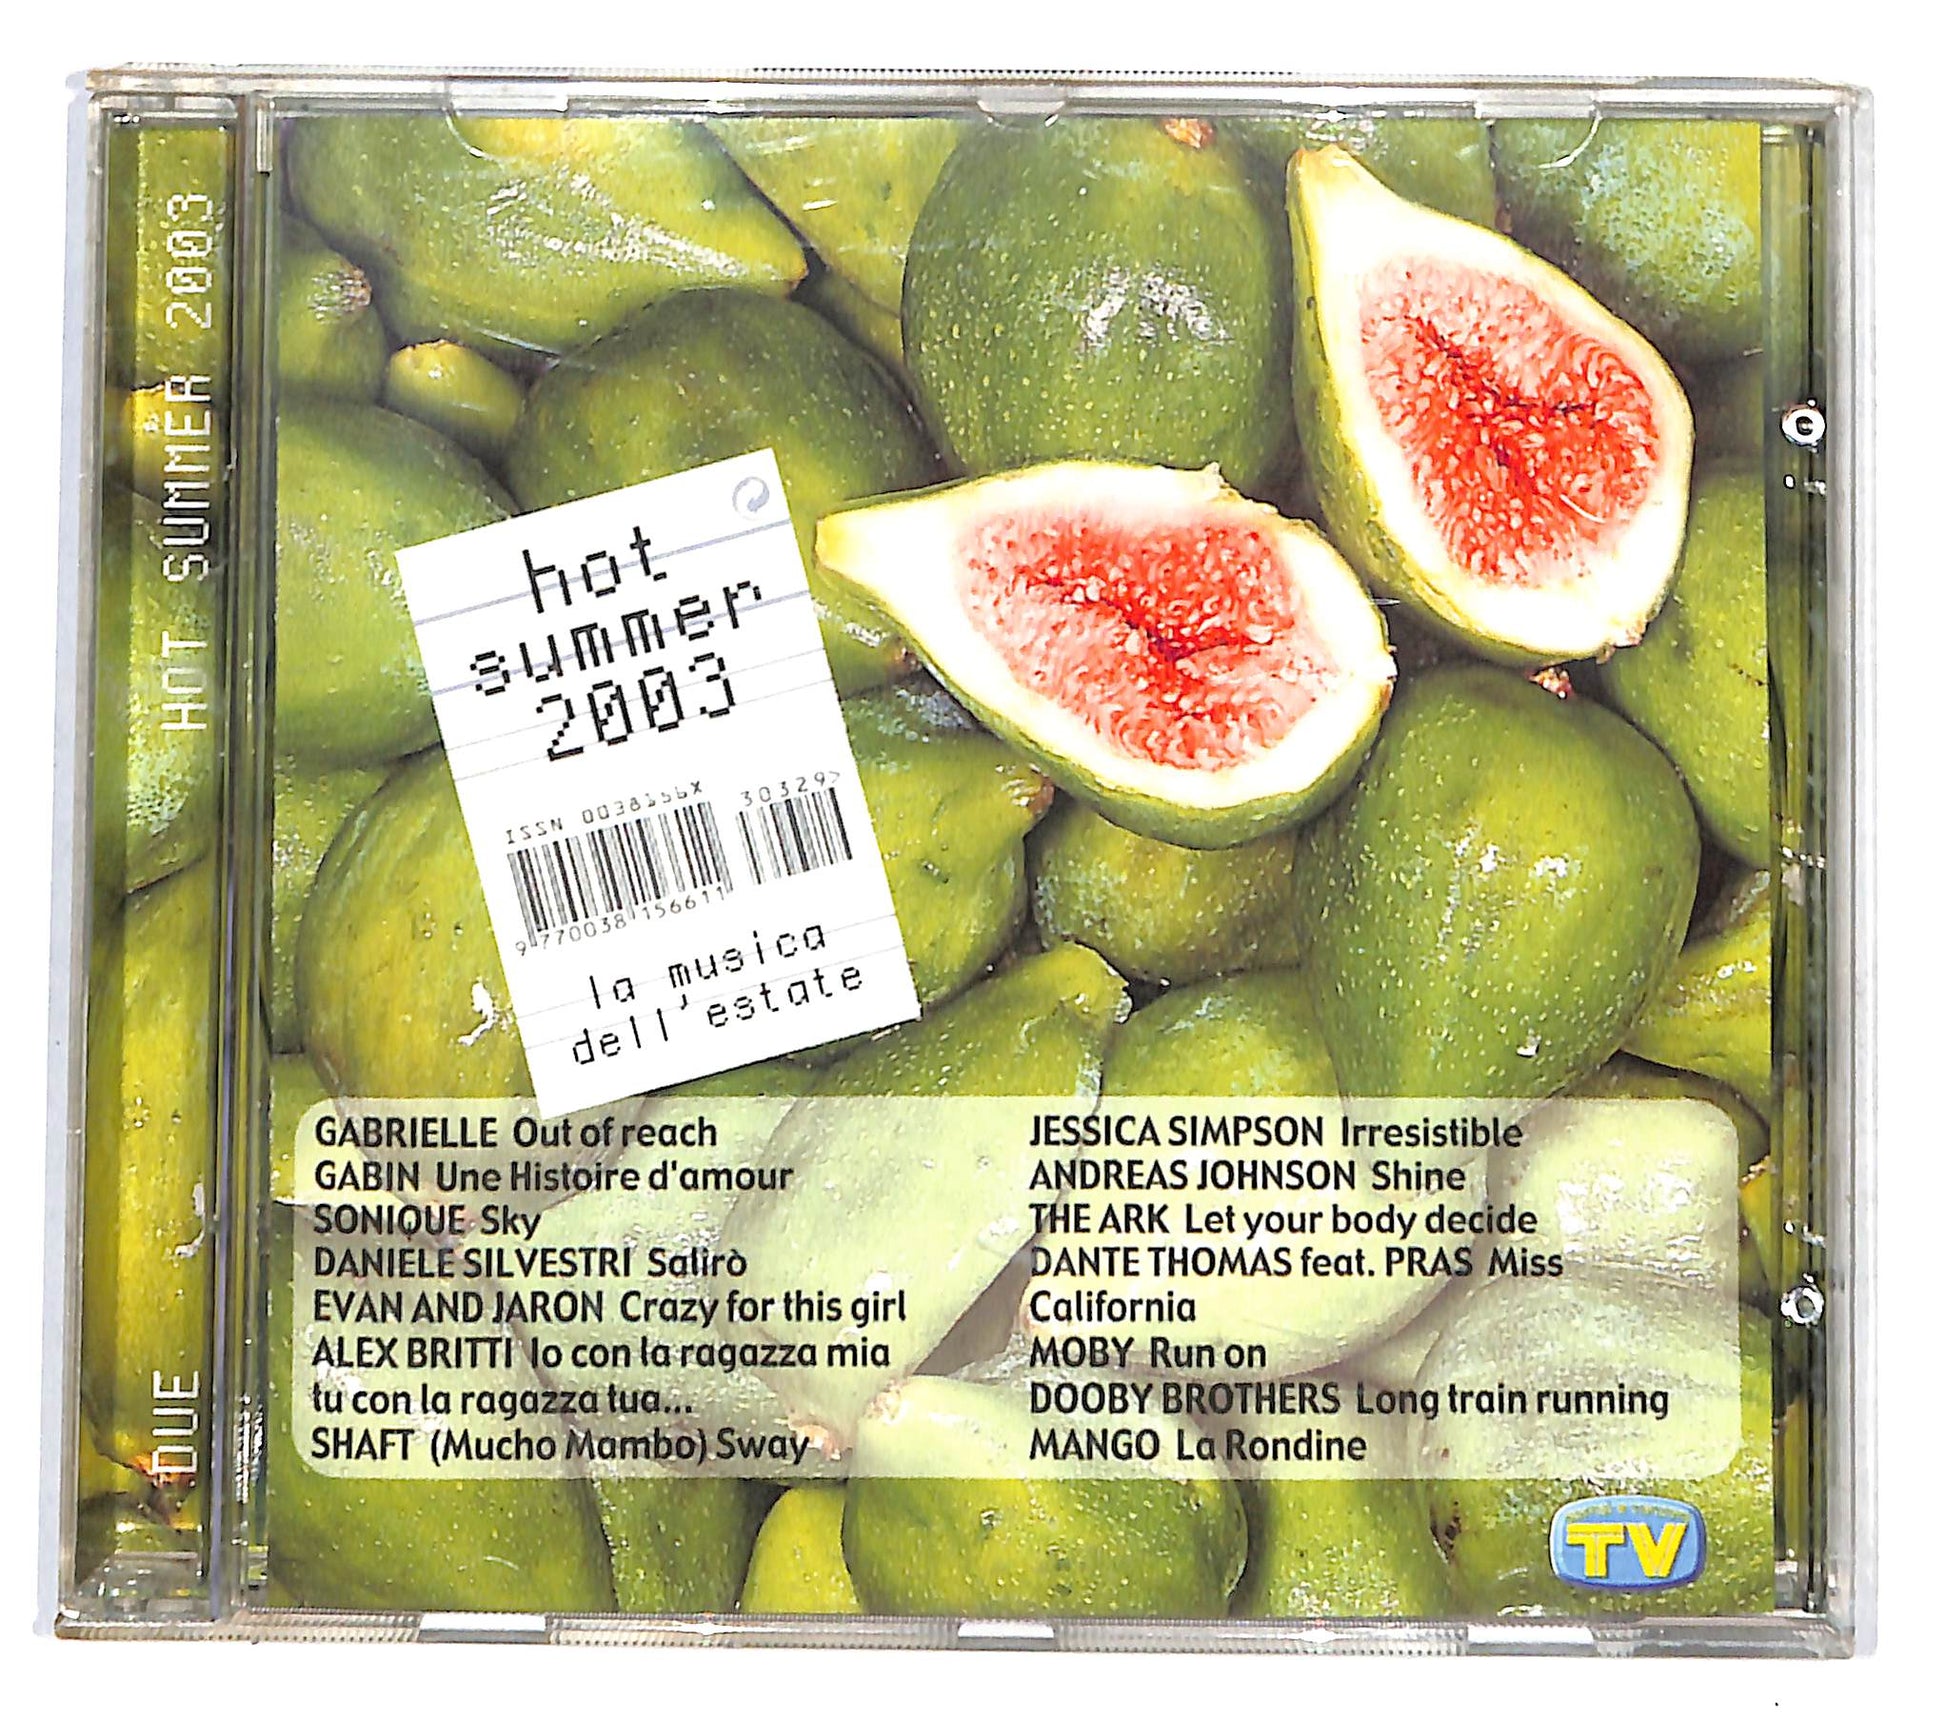 HOT SUMMER 2003
DUE
hot
summer
2003
ISSN 0038156X
30329>
9 770038 156611
la musica
dell'estate
GABRIELLE Out of reach
GABIN Une Histoire d'amour
SONIQUE Sky
DANIELE SILVESTRI Salirò
EVAN AND JARON Crazy for this girl
ALEX BRITTI Io con la ragazza mia
tu con la ragazza tua...
SHAFT (Mucho Mambo) Sway
JESSICA SIMPSON Irresistible
ANDREAS JOHNSON Shine
THE ARK Let your body decide
DANTE THOMAS feat. PRAS Miss
California
MOBY Run on
DOOBY BROTHERS Long train running
MANGO La Rondine
TV